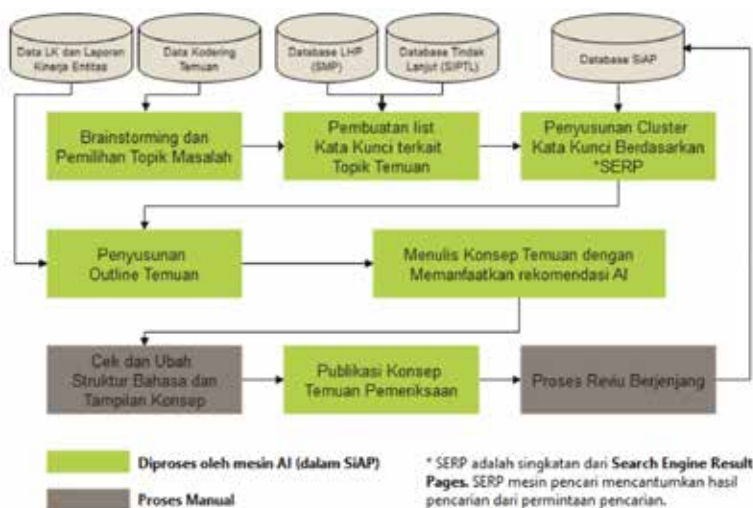 Data LK dan Laporan
Kinerja Entitas
Data Kodering
Temuan
Database LHP
(SMP)
Database Tindak
Lanjut (SIPTL)
Database SiAP
Brainstorming dan
Pemilihan Topik Masalah
Pembuatan list
Kata Kunci terkait
Topik Temuan
Penyusunan Cluster
Kata Kunci Berdasarkan
*SERP
Penyusunan
Outline Temuan
Menulis Konsep Temuan dengan
Memanfaatkan rekomendasi AI
Cek dan Ubah
Struktur Bahasa dan
Tampilan Konsep
Publikasi Konsep
Temuan Pemeriksaan
Proses Reviu Berjenjang
Diproses oleh mesin AI (dalam SiAP)
Proses Manual
* SERP adalah singkatan dari Search Engine Result
Pages. SERP mesin pencari mencantumkan hasil
pencarian dari permintaan pencarian.